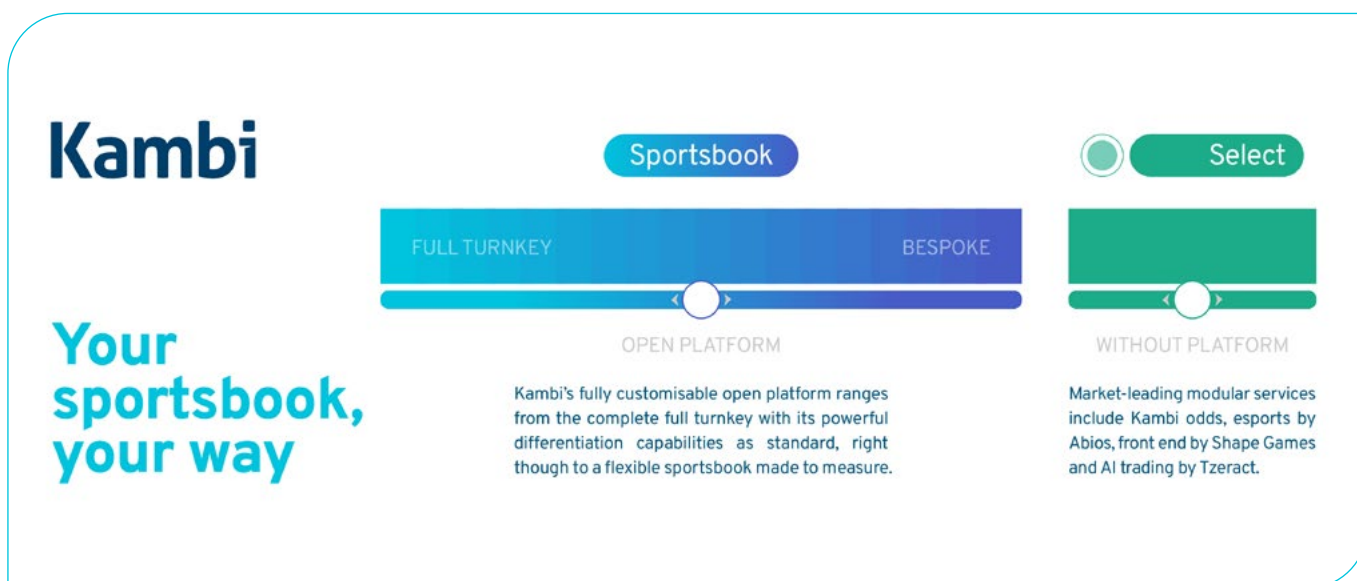 Kambi
Your
sportsbook,
your way
Sportsbook
FULL TURNKEY
BESPOKE
OPEN PLATFORM
Kambi's fully customisable open platform ranges
from the complete full turnkey with its powerful
differentiation capabilities as standard, right
though to a flexible sportsbook made to measure.
Select
WITHOUT PLATFORM
Market-leading modular services
include Kambi odds, esports by
Abios, front end by Shape Games
and AI trading by Tzeract.